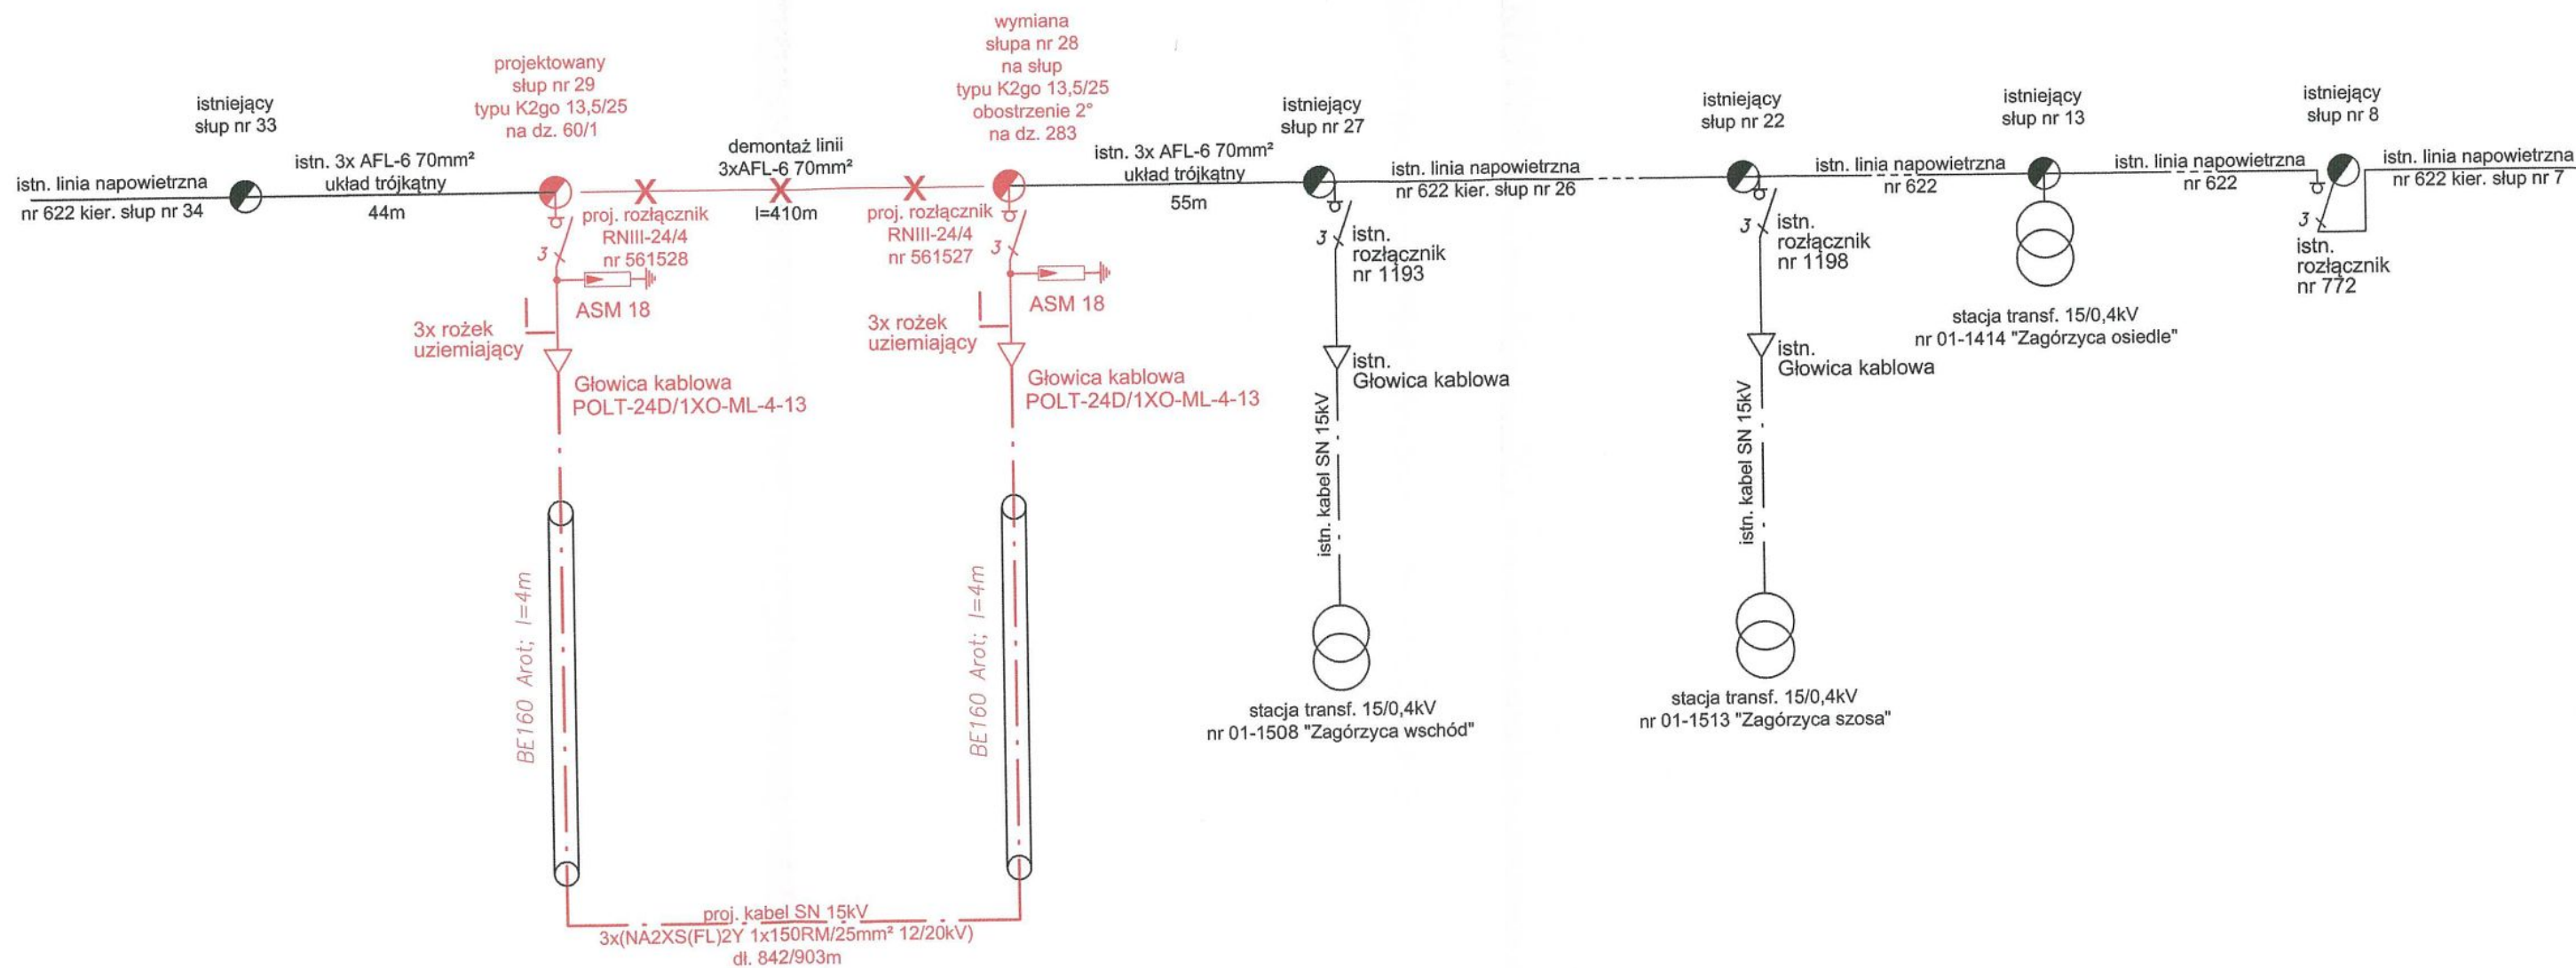 istniejący
słup nr 33
istn. linia napowietrzna
nr 622 kier. słup nr 34
istn. 3x AFL-6 70mm²
układ trójkątny
44m
projektowany
słup nr 29
typu K2go 13,5/25
na dz. 60/1
demontaż linii
3xAFL-6 70mm²
l=410m
wymiana
słupa nr 28
na słup
typu K2go 13,5/25
obostrzenie 2°
na dz. 283
istn. 3x AFL-6 70mm²
układ trójkątny
55m
istniejący
słup nr 27
istn. linia napowietrzna
nr 622 kier. słup nr 26
istniejący
słup nr 22
istn. linia napowietrzna
nr 622
istniejący
słup nr 13
istn. linia napowietrzna
nr 622
istniejący
słup nr 8
istn. linia napowietrzna
nr 622 kier. słup nr 7
proj. rozłącznik
RNIII-24/4
nr 561528
3
ASM 18
3x rożek
uziemiający
Głowica kablowa
POLT-24D/1XO-ML-4-13
BE160 Arot; l=4m
proj. rozłącznik
RNIII-24/4
nr 561527
3
ASM 18
3x rożek
uziemiający
Głowica kablowa
POLT-24D/1XO-ML-4-13
BE160 Arot; l=4m
proj. kabel SN 15kV
3x(NA2XS(FL)2Y 1x150RM/25mm² 12/20kV)
dł. 842/903m
3
istn.
rozłącznik
nr 1193
istn.
Głowica kablowa
istn. kabel SN 15kV
stacja transf. 15/0,4kV
nr 01-1508 "Zagórzyca wschód"
3
istn.
rozłącznik
nr 1198
istn.
Głowica kablowa
istn. kabel SN 15kV
stacja transf. 15/0,4kV
nr 01-1513 "Zagórzyca szosa"
stacja transf. 15/0,4kV
nr 01-1414 "Zagórzyca osiedle"
3
istn.
rozłącznik
nr 772